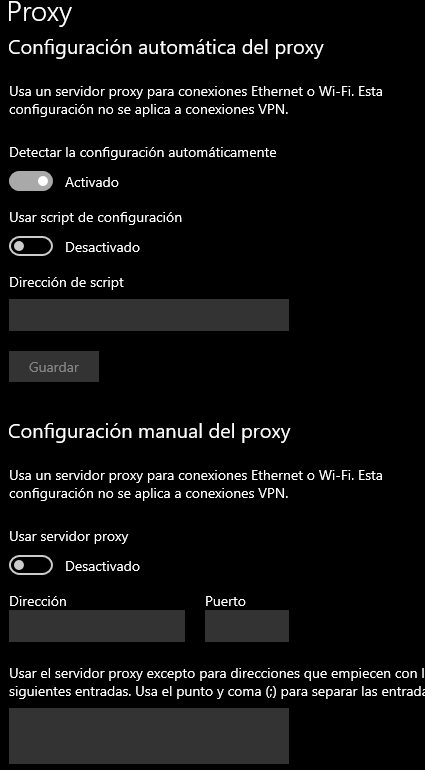 Proxy
Configuración automática del proxy
Usa un servidor proxy para conexiones Ethernet o Wi-Fi. Esta
configuración no se aplica a conexiones VPN.
Detectar la configuración automáticamente
Activado
Usar script de configuración
Desactivado
Dirección de script
Guardar
Configuración manual del proxy
Usa un servidor proxy para conexiones Ethernet o Wi-Fi. Esta
configuración no se aplica a conexiones VPN.
Usar servidor proxy
Desactivado
Dirección Puerto
Usar el servidor proxy excepto para direcciones que empiecen con
siguientes entradas. Usa el punto y coma (;) para separar las